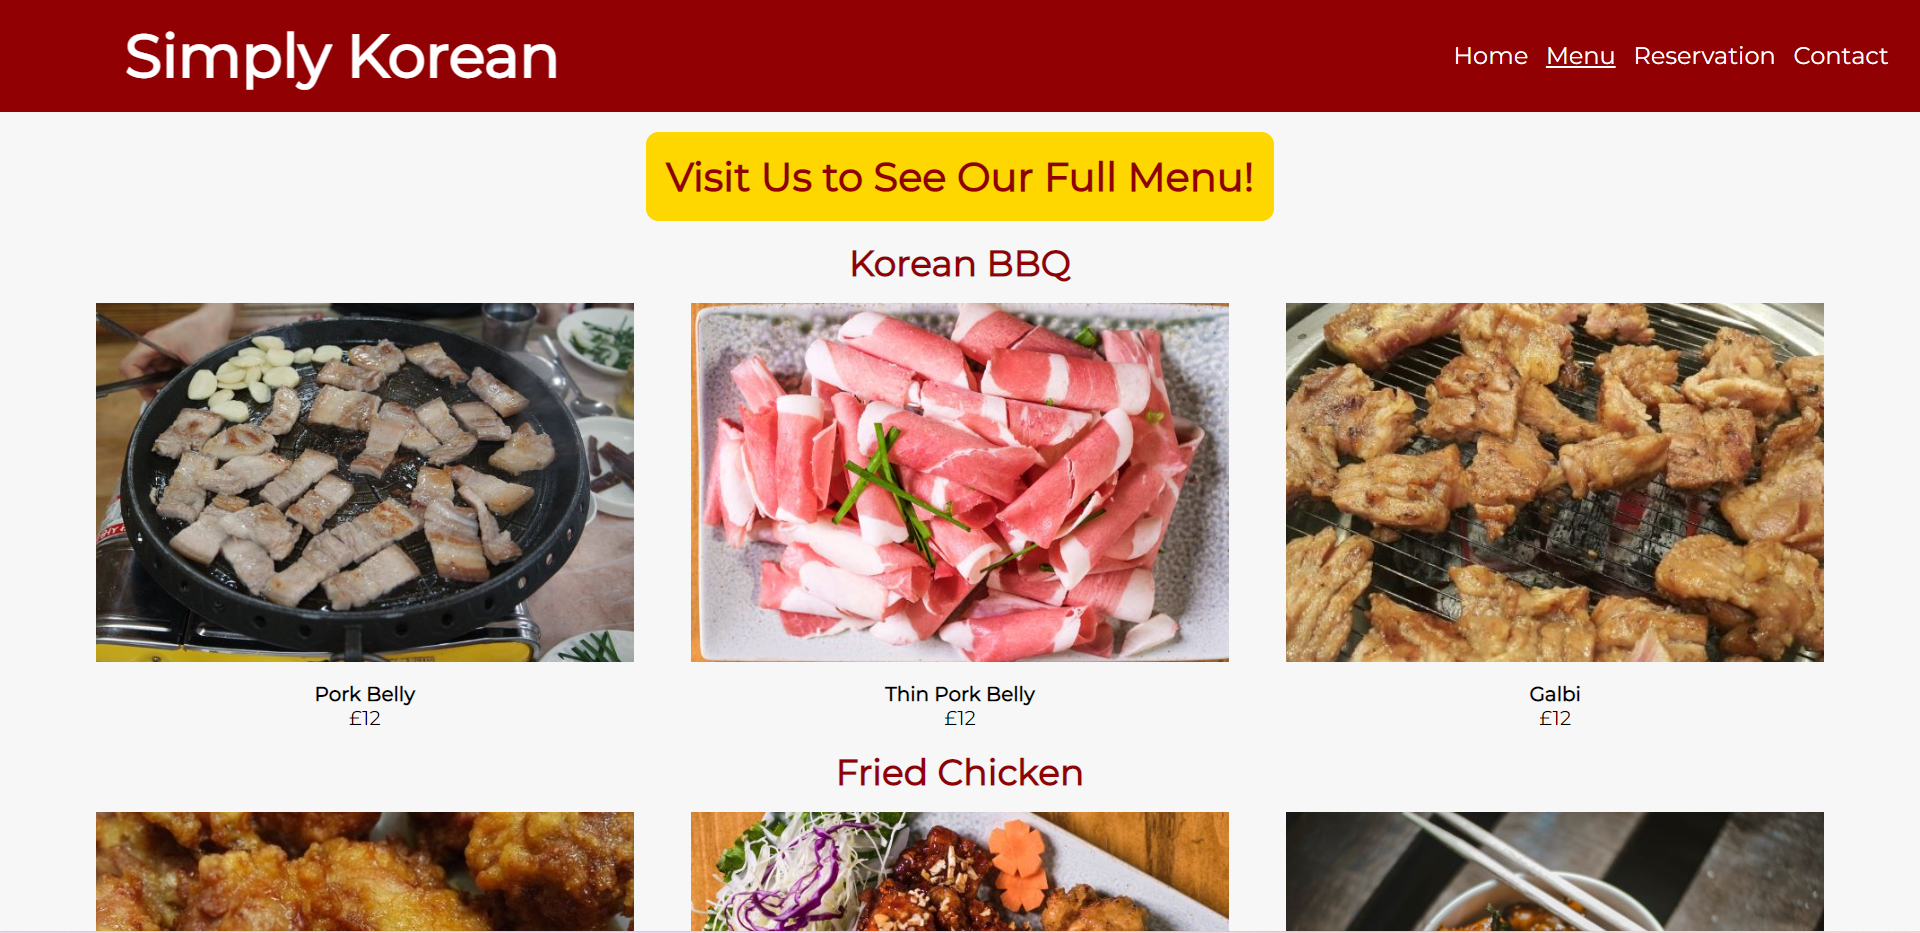 Simply Korean
Home Menu Reservation Contact
Visit Us to See Our Full Menu!
Korean BBQ
Pork Belly
£12
Thin Pork Belly
£12
Galbi
£12
Fried Chicken